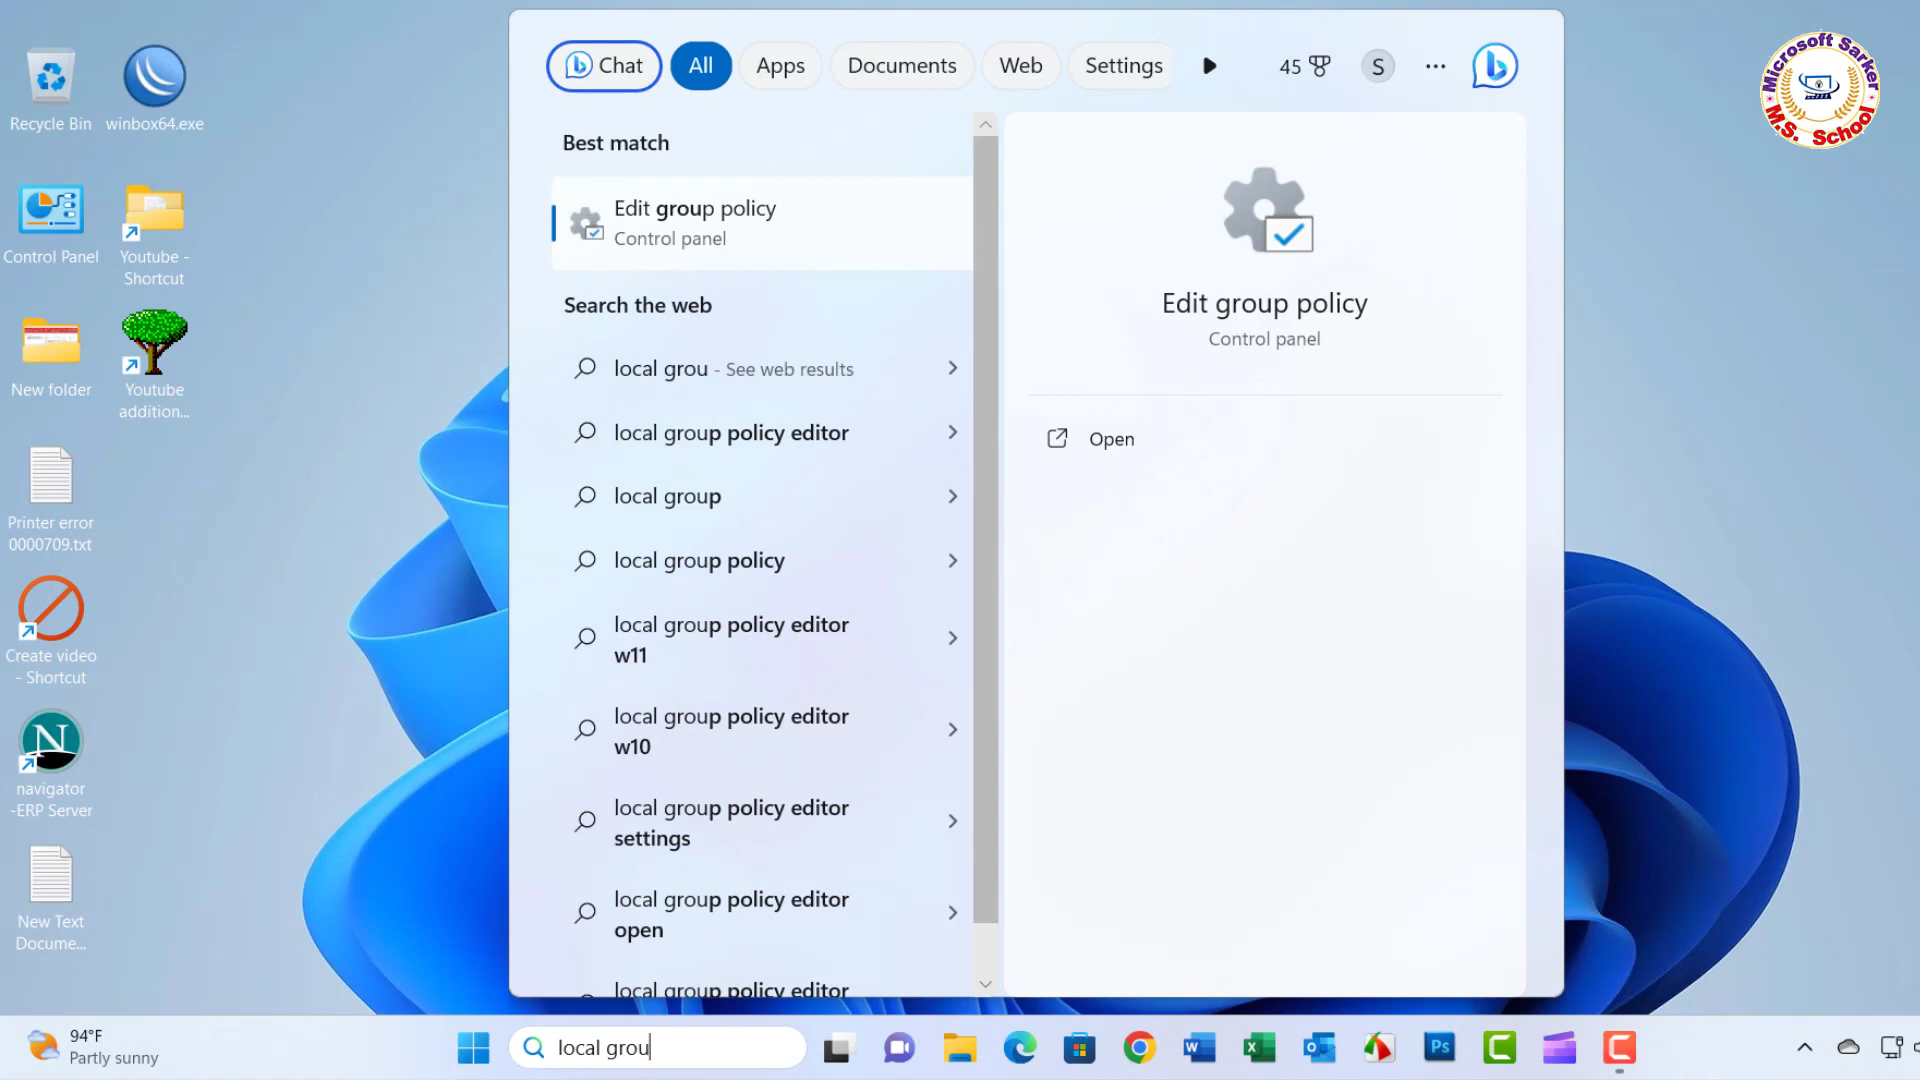 Chat
All
Apps
Documents
Web
Settings
45
S
Microsoft Sarker
M.S. School
Recycle Bin
winbox64.exe
Control Panel
Youtube -
Shortcut
New folder
Youtube
addition...
Printer error
0000709.txt
Create video
- Shortcut
N
navigator
-ERP Server
New Text
Docume...
Best match
Edit group policy
Control panel
Search the web
local grou - See web results
local group policy editor
local group
local group policy
local group policy editor
w11
local group policy editor
w10
local group policy editor
settings
local group policy editor
open
local group policy editor
Edit group policy
Control panel
Open
94°F
Partly sunny
local grou
W
X
O
Ps
C
C